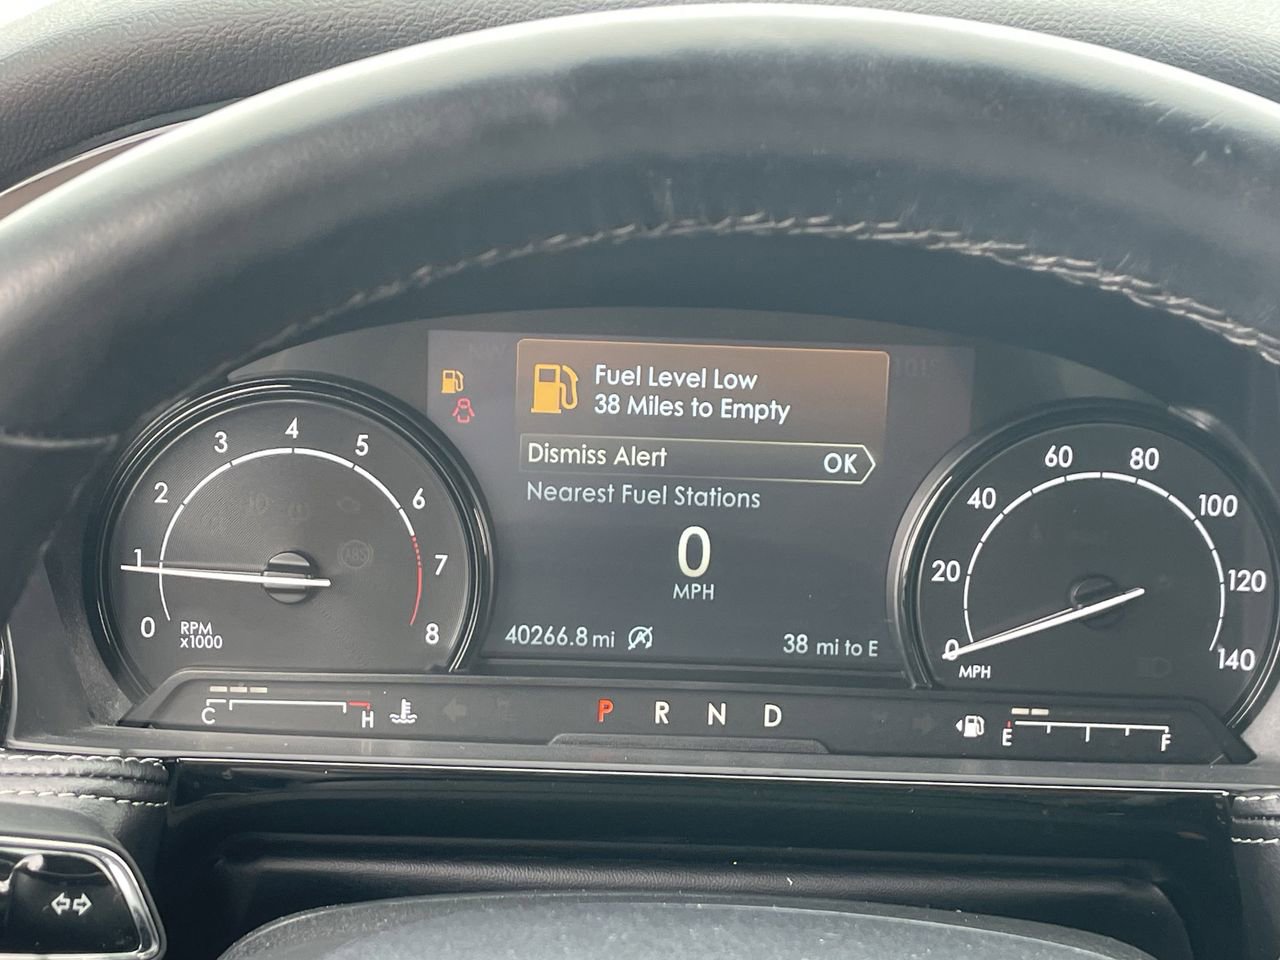 Fuel Level Low
38 Miles to Empty
Dismiss Alert OK
Nearest Fuel Stations
0
MPH
40266.8 mi
38 mi to E
0
1
2
3
4
5
6
7
8
RPM
x1000
ABS
0
20
40
60
80
100
120
140
MPH
C H
P R N D
E F